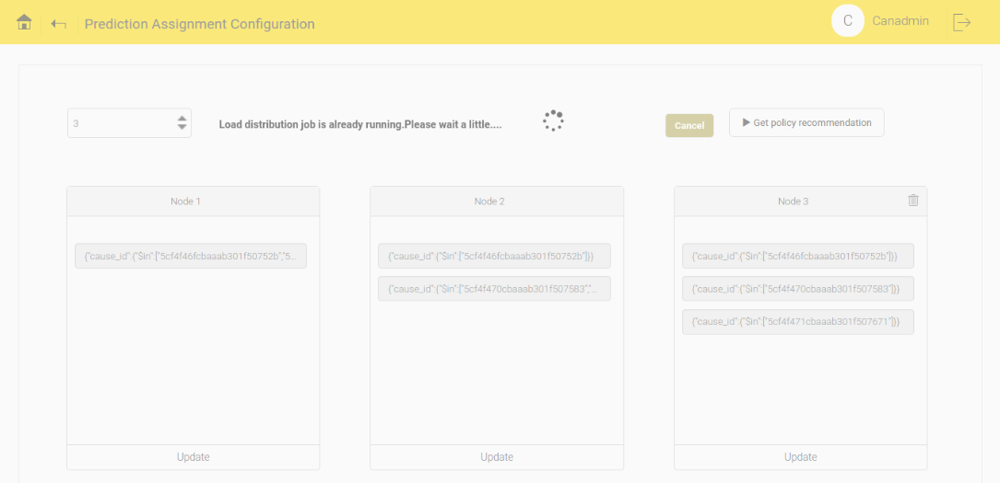 Prediction Assignment Configuration
C Canadmin
3
Load distribution job is already running.Please wait a little....
Cancel
Get policy recommendation
Node 1
Node 2
Node 3
{"cause_id":{"$in":["5cf4f46fcbaaab301f50752b","5...
{"cause_id":{"$in":["5cf4f46fcbaaab301f50752b"]}}
{"cause_id":{"$in":["5cf4f46fcbaaab301f50752b"]}}
{"cause_id":{"$in":["5cf4f470cbaaab301f507583","...
{"cause_id":{"$in":["5cf4f470cbaaab301f507583"]}}
{"cause_id":{"$in":["5cf4f471cbaaab301f507671"]}}
Update
Update
Update